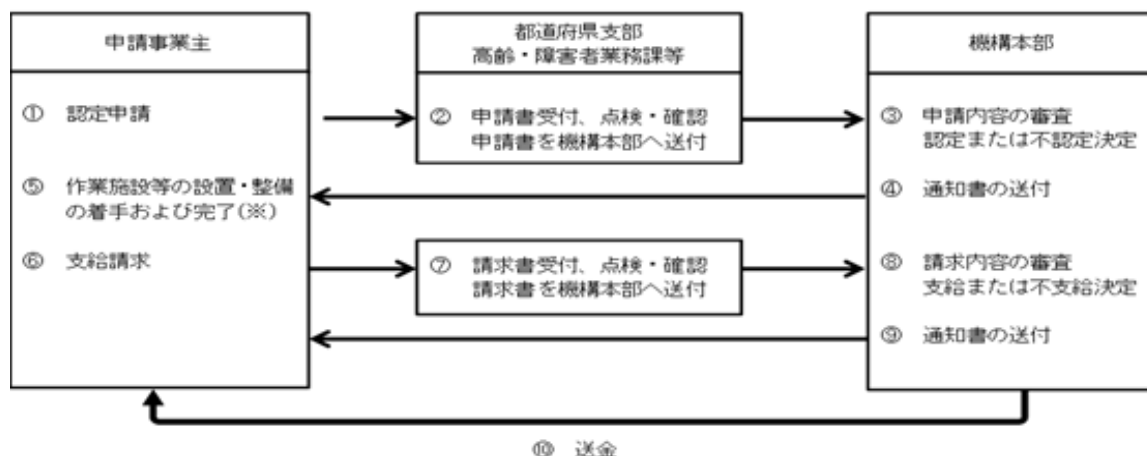 申請事業主
① 認定申請
⑤ 作業施設等の設置・整備
の着手および完了(※)
⑥ 支給請求
都道府県支部
高齢・障害者業務課等
② 申請書受付、点検・確認
申請書を機構本部へ送付
⑦ 請求書受付、点検・確認
請求書を機構本部へ送付
機構本部
③ 申請内容の審査
認定または不認定決定
④ 通知書の送付
⑧ 請求内容の審査
支給または不支給決定
⑨ 通知書の送付
⑩ 送金